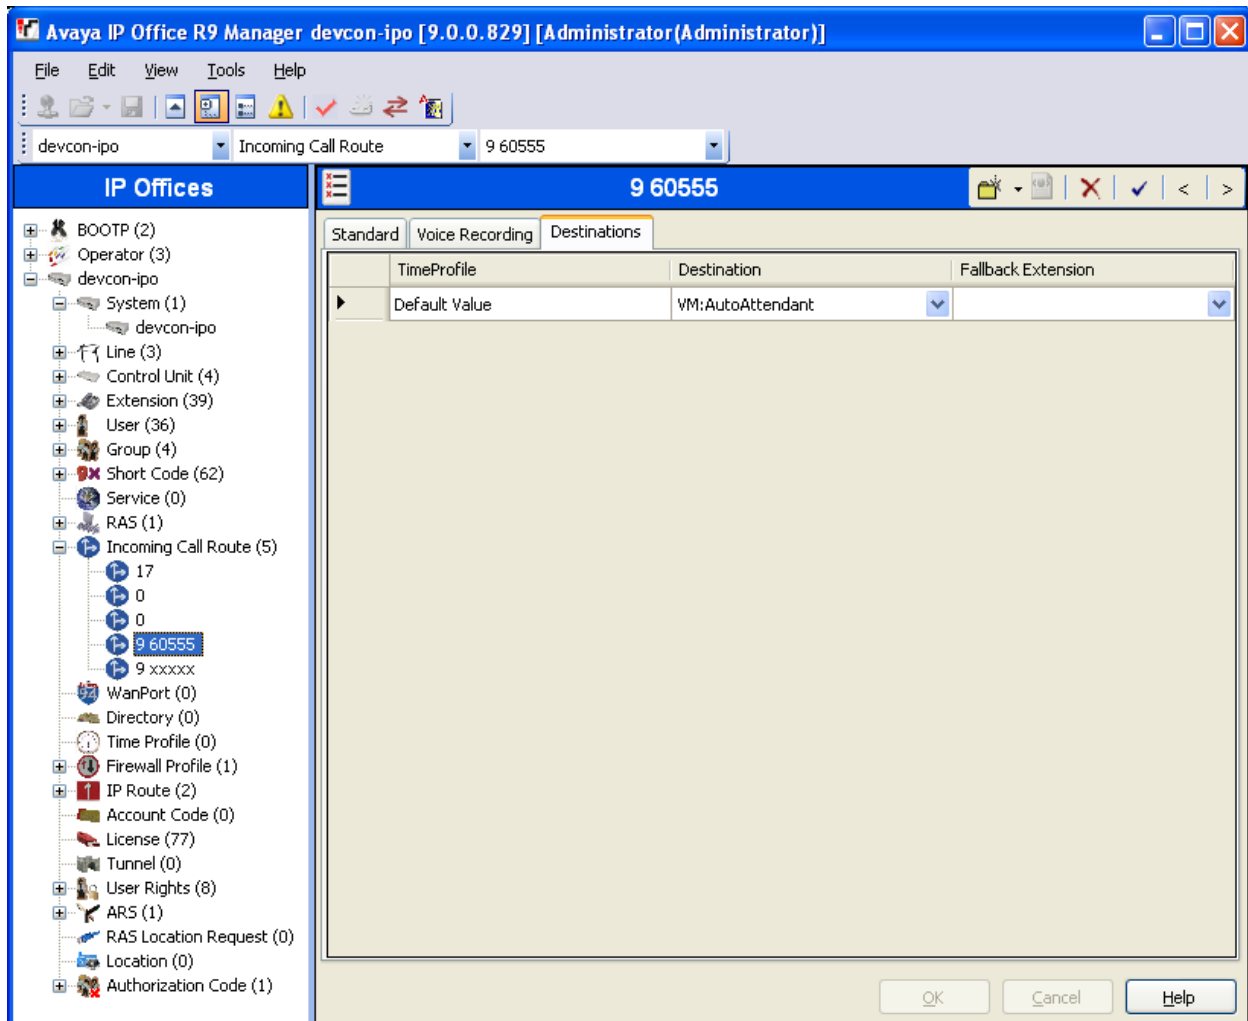 Avaya IP Office R9 Manager devcon-ipo [9.0.0.829] [Administrator(Administrator)]
File Edit View Tools Help
devcon-ipo Incoming Call Route 9 60555
IP Offices
BOOTP (2)
Operator (3)
devcon-ipo
System (1)
devcon-ipo
Line (3)
Control Unit (4)
Extension (39)
User (36)
Group (4)
Short Code (62)
Service (0)
RAS (1)
Incoming Call Route (5)
17
0
0
9 60555
9 xxxxx
WanPort (0)
Directory (0)
Time Profile (0)
Firewall Profile (1)
IP Route (2)
Account Code (0)
License (77)
Tunnel (0)
User Rights (8)
ARS (1)
RAS Location Request (0)
Location (0)
Authorization Code (1)
9 60555
Standard Voice Recording Destinations
TimeProfile Destination Fallback Extension
Default Value VM:AutoAttendant
OK Cancel Help